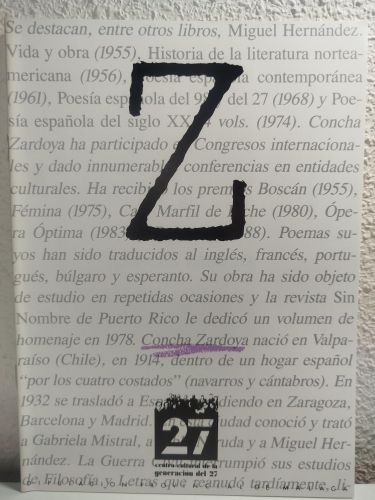 Se destacan, entre otros libros, Miguel Hernández.
Vida y obra (1955), Historia de la literatura nortea-
mericana (1956), Poesía española contemporánea
(1961), Poesía española del 98 y del 27 (1968) y Poe-
sía española del siglo XX, 4 vols. (1974). Concha
Zardoya ha participado en Congresos internaciona-
les y dado innumerables conferencias en entidades
culturales. Ha recibido los premios Boscán (1955),
Fémina (1975), Marfil de Elche (1980), Ópe-
ra Óptima (1983 88). Poemas su-
yos han sido traducidos al inglés, francés, portu-
gués, búlgaro y esperanto. Su obra ha sido objeto
de estudio en repetidas ocasiones y la revista Sin
Nombre de Puerto Rico le dedicó un volumen de
homenaje en 1978. Concha Zardoya nació en Valpa-
raíso (Chile), en 1914, dentro de un hogar español
"por los cuatro costados" (navarros y cántabros). En
1932 se trasladó a España, residiendo en Zaragoza,
Barcelona y Madrid. ciudad conoció y trató
a Gabriela Mistral, a Neruda y a Miguel Her-
nández. La Guerra interrumpió sus estudios
de Filosofía y Letras que reanudó tardíamente.
Z
27
centro cultural de la
generación del 27